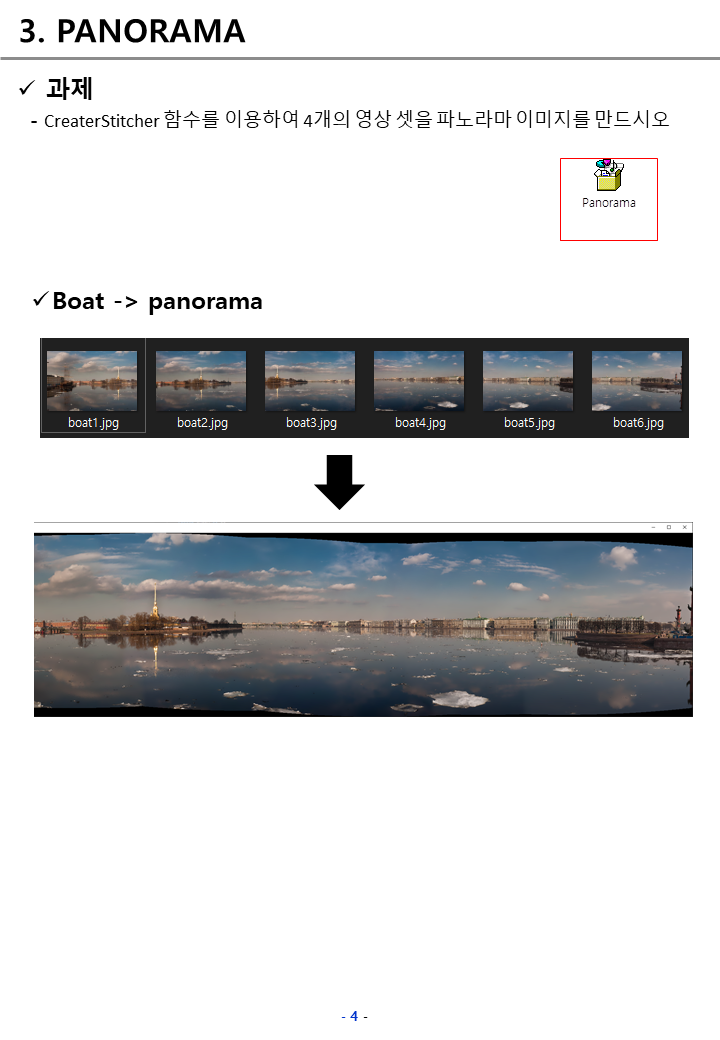 3. PANORAMA
✓ 과제
- CreaterStitcher 함수를 이용하여 4개의 영상 셋을 파노라마 이미지를 만드시오
Panorama
✓ Boat -> panorama
boat1.jpg boat2.jpg boat3.jpg boat4.jpg boat5.jpg boat6.jpg
- 4 -